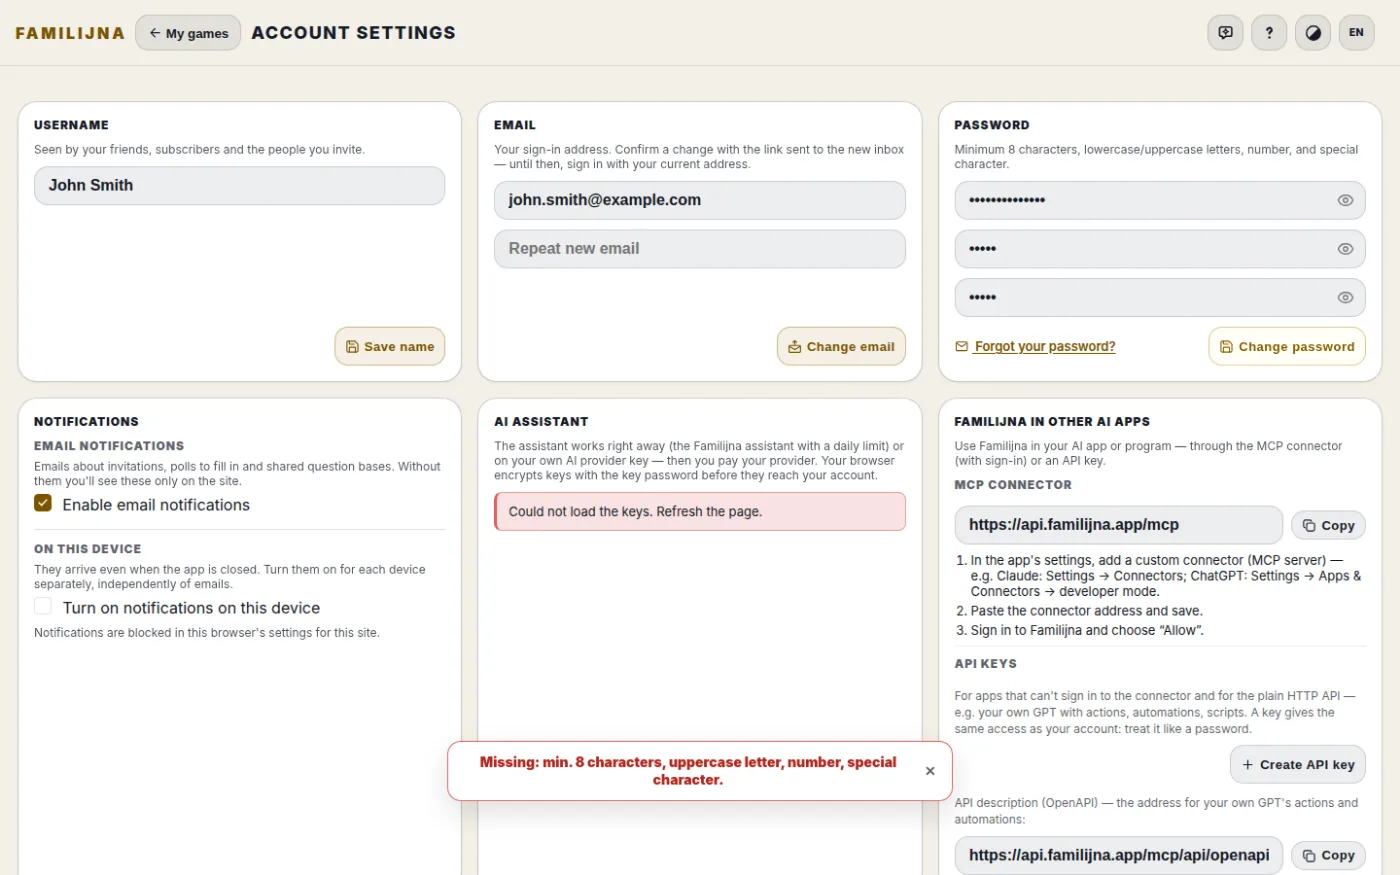 FAMILIJNA
← My games
ACCOUNT SETTINGS
?
EN
USERNAME
Seen by your friends, subscribers and the people you invite.
John Smith
Save name
EMAIL
Your sign-in address. Confirm a change with the link sent to the new inbox
— until then, sign in with your current address.
john.smith@example.com
Repeat new email
Change email
PASSWORD
Minimum 8 characters, lowercase/uppercase letters, number, and special
character.
••••••••••••••
•••••
•••••
Forgot your password?
Change password
NOTIFICATIONS
EMAIL NOTIFICATIONS
Emails about invitations, polls to fill in and shared question bases. Without
them you'll see these only on the site.
Enable email notifications
ON THIS DEVICE
They arrive even when the app is closed. Turn them on for each device
separately, independently of emails.
Turn on notifications on this device
Notifications are blocked in this browser's settings for this site.
AI ASSISTANT
The assistant works right away (the Familijna assistant with a daily limit) or
on your own AI provider key — then you pay your provider. Your browser
encrypts keys with the key password before they reach your account.
Could not load the keys. Refresh the page.
FAMILIJNA IN OTHER AI APPS
Use Familijna in your AI app or program — through the MCP connector
(with sign-in) or an API key.
MCP CONNECTOR
https://api.familijna.app/mcp
Copy
1. In the app's settings, add a custom connector (MCP server) —
e.g. Claude: Settings → Connectors; ChatGPT: Settings → Apps &
Connectors → developer mode.
2. Paste the connector address and save.
3. Sign in to Familijna and choose “Allow”.
API KEYS
For apps that can't sign in to the connector and for the plain HTTP API —
e.g. your own GPT with actions, automations, scripts. A key gives the
same access as your account: treat it like a password.
+ Create API key
API description (OpenAPI) — the address for your own GPT's actions and
automations:
https://api.familijna.app/mcp/api/openapi
Copy
Missing: min. 8 characters, uppercase letter, number, special
character.
×